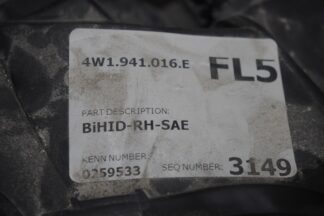 4W1.941.016.E FL5
PART DESCRIPTION:
BiHID-RH-SAE
KENN NUMBER: SEQ NUMBER: 3149
0259533